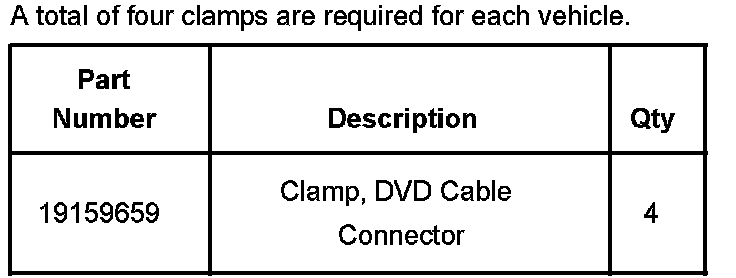 A total of four clamps are required for each vehicle.
Part
Number
Description
Qty
19159659
Clamp, DVD Cable
Connector
4